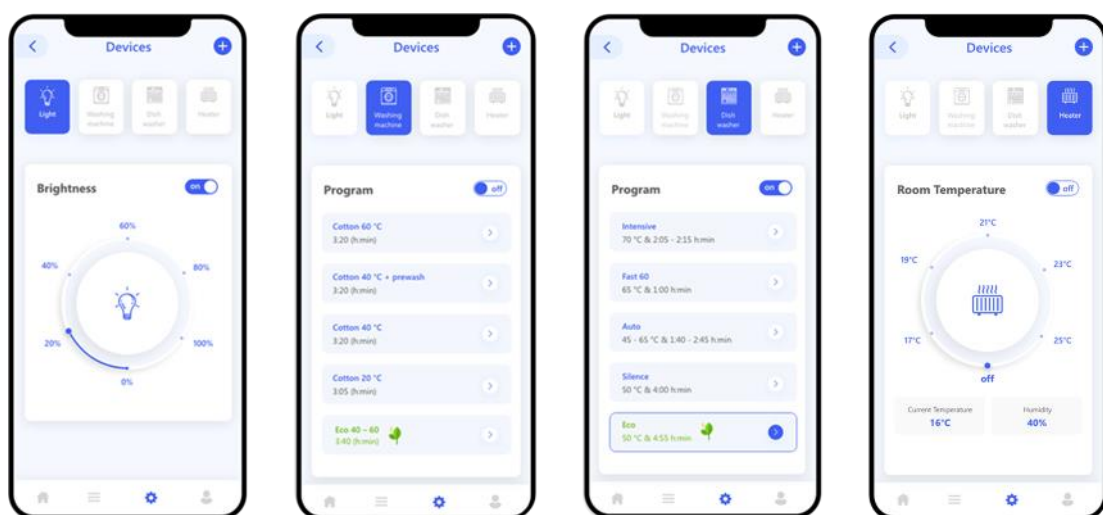 Devices
Light
Washing
machine
Dish
washer
Heater
Brightness
on
60%
40%
80%
20%
100%
0%
Devices
Light
Washing
machine
Dish
washer
Heater
Program
off
Cotton 60 °C
3:20 (h:min)
Cotton 40 °C + prewash
3:20 (h:min)
Cotton 40 °C
3:20 (h:min)
Cotton 20 °C
3:05 (h:min)
Eco 40 – 60
3:40 (h:min)
Devices
Light
Washing
machine
Dish
washer
Heater
Program
on
Intensive
70 °C & 2:05 - 2:15 h:min
Fast 60
65 °C & 1:00 h:min
Auto
45 - 65 °C & 1:40 - 2:45 h:min
Silence
50 °C & 4:00 h:min
Eco
50 °C & 4:55 h:min
Devices
Light
Washing
machine
Dish
washer
Heater
Room Temperature
off
21°C
19°C
23°C
17°C
25°C
off
Current Temperature
16°C
Humidity
40%